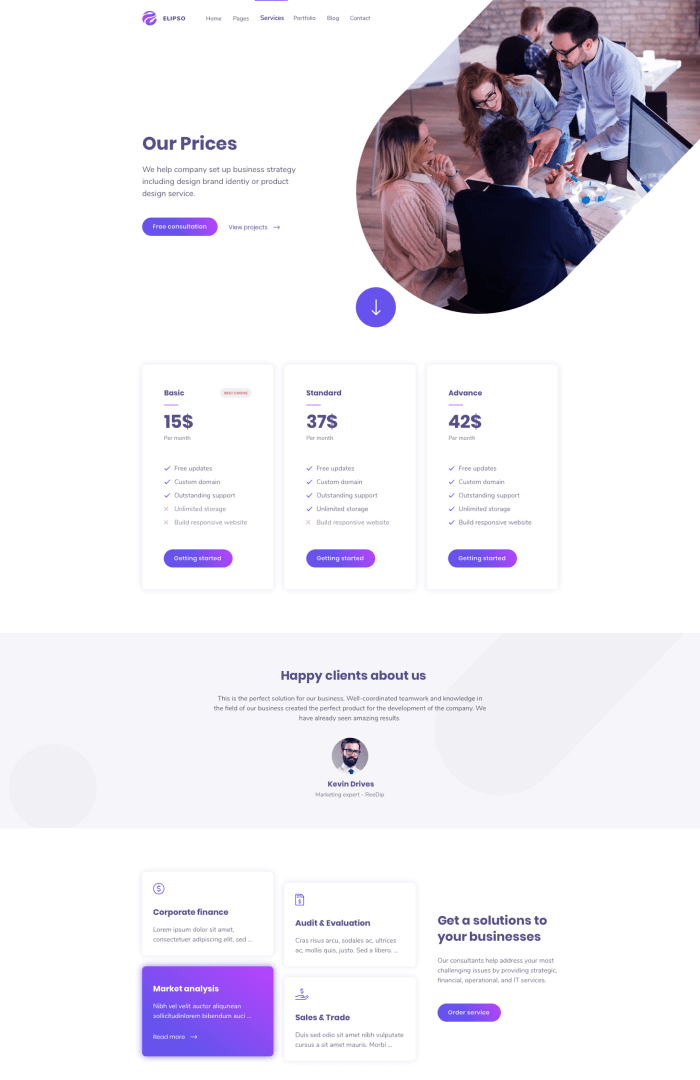 ELIPSO Home Pages Services Portfolio Blog Contact
Our Prices
We help company set up business strategy
including design brand identiy or product
design service.
Free consultation View projects
Basic BEST CHOISE
15$
Per month
Free updates
Custom domain
Outstanding support
Unlimited storage
Build responsive website
Getting started
Standard
37$
Per month
Free updates
Custom domain
Outstanding support
Unlimited storage
Build responsive website
Getting started
Advance
42$
Per month
Free updates
Custom domain
Outstanding support
Unlimited storage
Build responsive website
Getting started
Happy clients about us
This is the perfect solution for our business. Well-coordinated teamwork and knowledge in
the field of our business created the perfect product for the development of the company. We
have already seen amazing results.
Kevin Drives
Marketing expert - ReeDip
Corporate finance
Lorem ipsum dolor sit amet,
consectetuer adipiscing elit, sed ...
Market analysis
Nibh vel velit auctor aliqunean
sollicitudinlorem bibendum auci ...
Read more
Audit & Evaluation
Cras risus arcu, sodales ac, ultrices
ac, mollis quis, justo. Sed a libero. ...
Sales & Trade
Duis sed odio sit amet nibh vulputate
cursus a sit amet mauris. Morbi ...
Get a solutions to
your businesses
Our consultants help address your most
challenging issues by providing strategic,
financial, operational, and IT services.
Order service